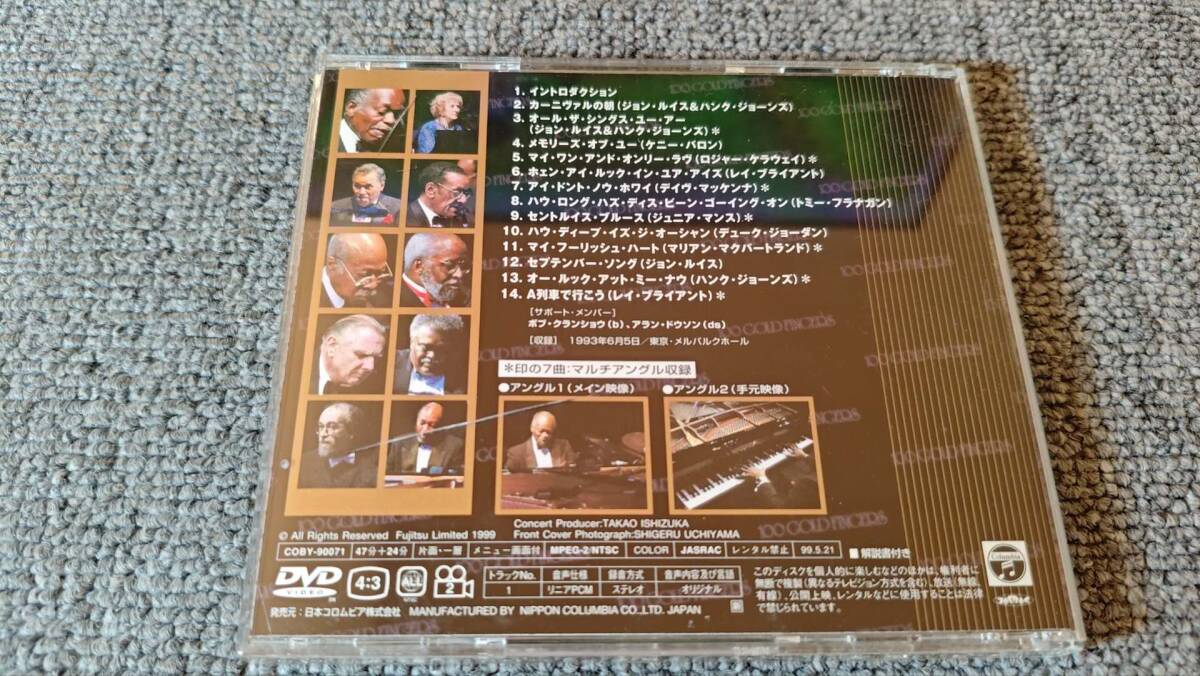 1. イントロダクション
2. カーニヴァルの朝（ジョン・ルイス＆ハンク・ジョーンズ）
3. オール・ザ・シングス・ユー・アー
（ジョン・ルイス＆ハンク・ジョーンズ）＊
4. メモリーズ・オブ・ユー（ケニー・バロン）
5. マイ・ワン・アンド・オンリー・ラヴ（ロジャー・ケラウェイ）＊
6. ホェン・アイ・ルック・イン・ユア・アイズ（レイ・ブライアント）
7. アイ・ドント・ノウ・ホワイ（デイヴ・マッケンナ）＊
8. ハウ・ロング・ハズ・ディス・ビーン・ゴーイング・オン（トミー・フラナガン）
9. セントルイス・ブルース（ジュニア・マンス）＊
10. ハウ・ディープ・イズ・ジ・オーシャン（デューク・ジョーダン）
11. マイ・フーリッシュ・ハート（マリアン・マクパートランド）＊
12. セプテンバー・ソング（ジョン・ルイス）
13. オー・ルック・アット・ミー・ナウ（ハンク・ジョーンズ）＊
14. A列車で行こう（レイ・ブライアント）＊
［サポート・メンバー］
ボブ・クランショウ（b）、アラン・ドウソン（ds）
［収録］ 1993年6月5日／東京・メルパルクホール
＊印の7曲：マルチアングル収録
●アングル1（メイン映像） ●アングル2（手元映像）
100 GOLD FINGERS
Concert Producer:TAKAO ISHIZUKA
© All Rights Reserved Fujitsu Limited 1999 Front Cover Photograph:SHIGERU UCHIYAMA
COBY-90071 47分+24分 片面・一層 メニュー画面付 MPEG-2/NTSC COLOR JASRAC レンタル禁止 99.5.21 ■解説書付き
DVD VIDEO 4:3 ALL 2
トラックNo. 音声仕様 録音方式 音声内容及び言語
1 リニアPCM ステレオ オリジナル
このディスクを個人的に楽しむなどのほかは、権利者に
無断で複製（異なるテレビジョン方式を含む）、放送（無線、
有線）、公開上映、レンタルなどに使用することは法律
で禁じられています。
Columbia
発売元：日本コロムビア株式会社 MANUFACTURED BY NIPPON COLUMBIA CO.,LTD. JAPAN